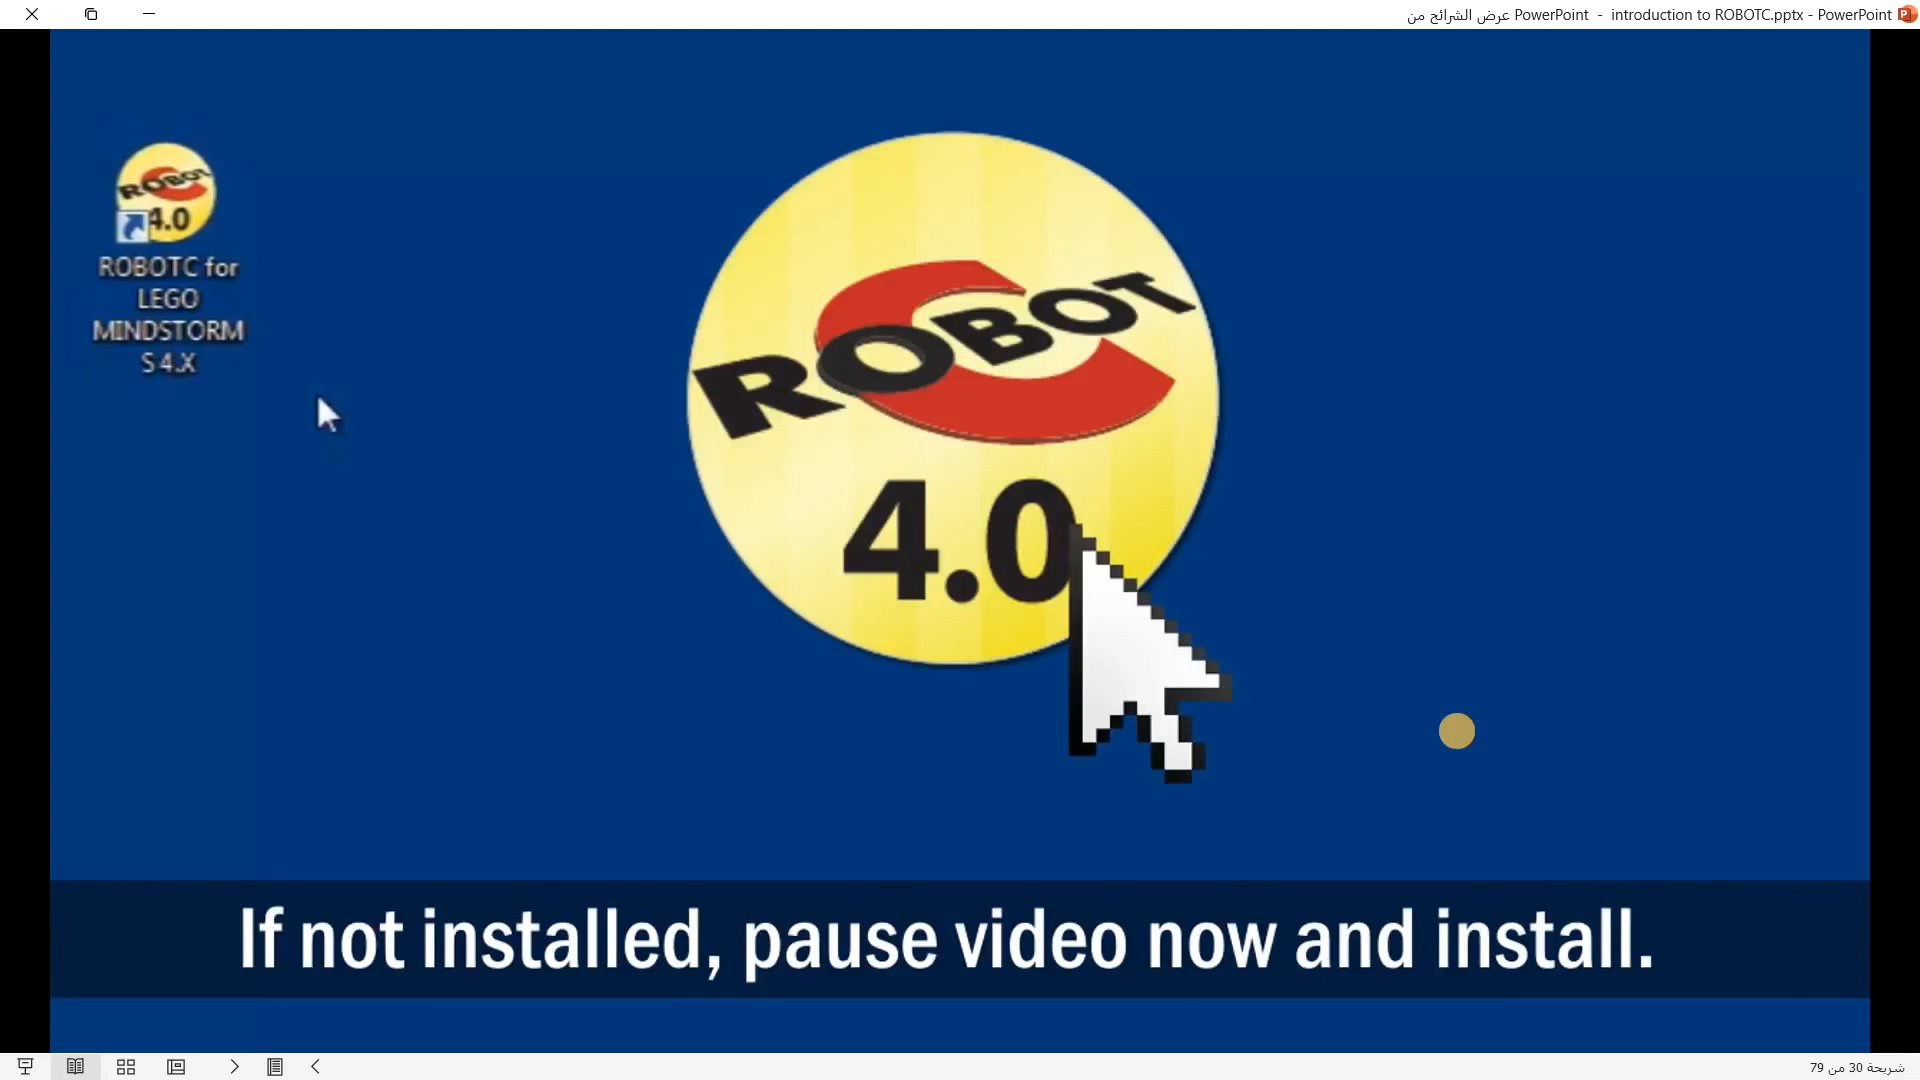 عرض الشرائح من PowerPoint - introduction to ROBOTC.pptx - PowerPoint
ROBOT
4.0
ROBOTC for
LEGO
MINDSTORM
S 4.X
ROBOTC
4.0
If not installed, pause video now and install.
شريحة 30 من 79